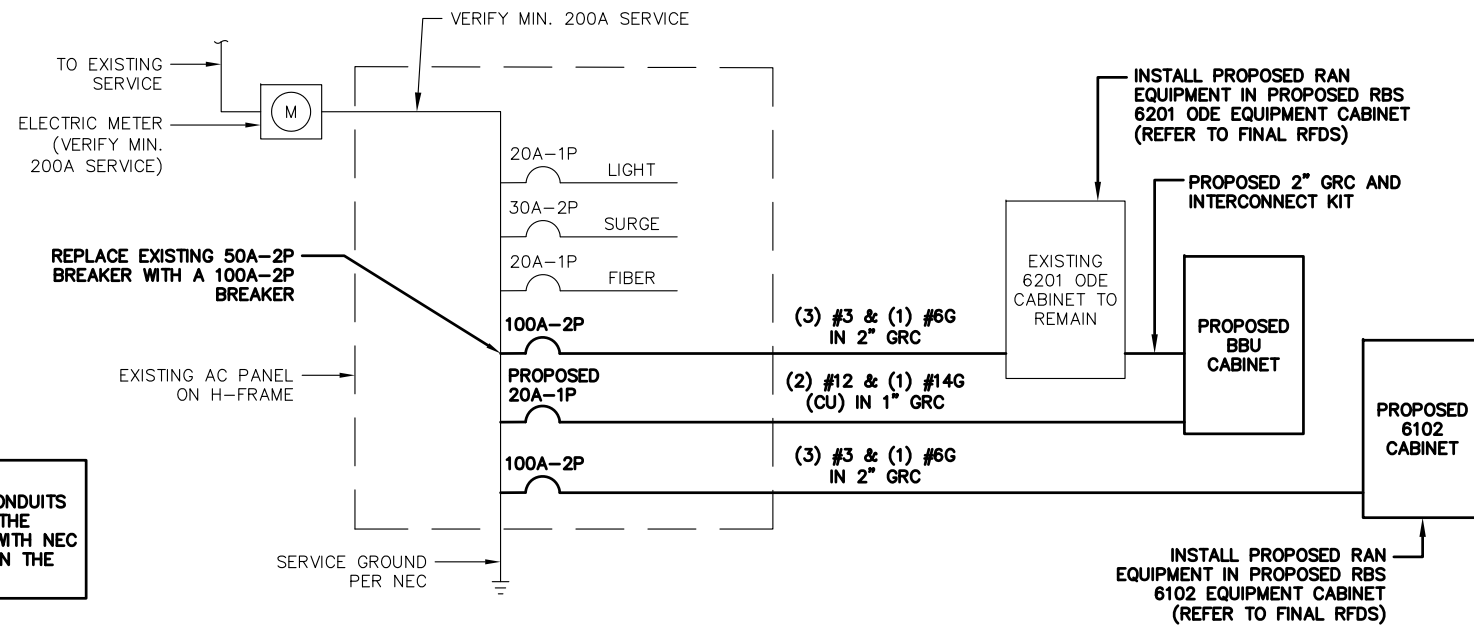 VERIFY MIN. 200A SERVICE
TO EXISTING
SERVICE
M
ELECTRIC METER
(VERIFY MIN.
200A SERVICE)
20A-1P
LIGHT
30A-2P
SURGE
20A-1P
FIBER
REPLACE EXISTING 50A-2P
BREAKER WITH A 100A-2P
BREAKER
100A-2P
(3) #3 & (1) #6G
IN 2" GRC
EXISTING AC PANEL
ON H-FRAME
PROPOSED
20A-1P
(2) #12 & (1) #14G
(CU) IN 1" GRC
100A-2P
(3) #3 & (1) #6G
IN 2" GRC
SERVICE GROUND
PER NEC
INSTALL PROPOSED RAN
EQUIPMENT IN PROPOSED RBS
6201 ODE EQUIPMENT CABINET
(REFER TO FINAL RFDS)
PROPOSED 2" GRC AND
INTERCONNECT KIT
EXISTING
6201 ODE
CABINET TO
REMAIN
PROPOSED
BBU
CABINET
PROPOSED
6102
CABINET
INSTALL PROPOSED RAN
EQUIPMENT IN PROPOSED RBS
6102 EQUIPMENT CABINET
(REFER TO FINAL RFDS)
ONDUITS
THE
WITH NEC
N THE